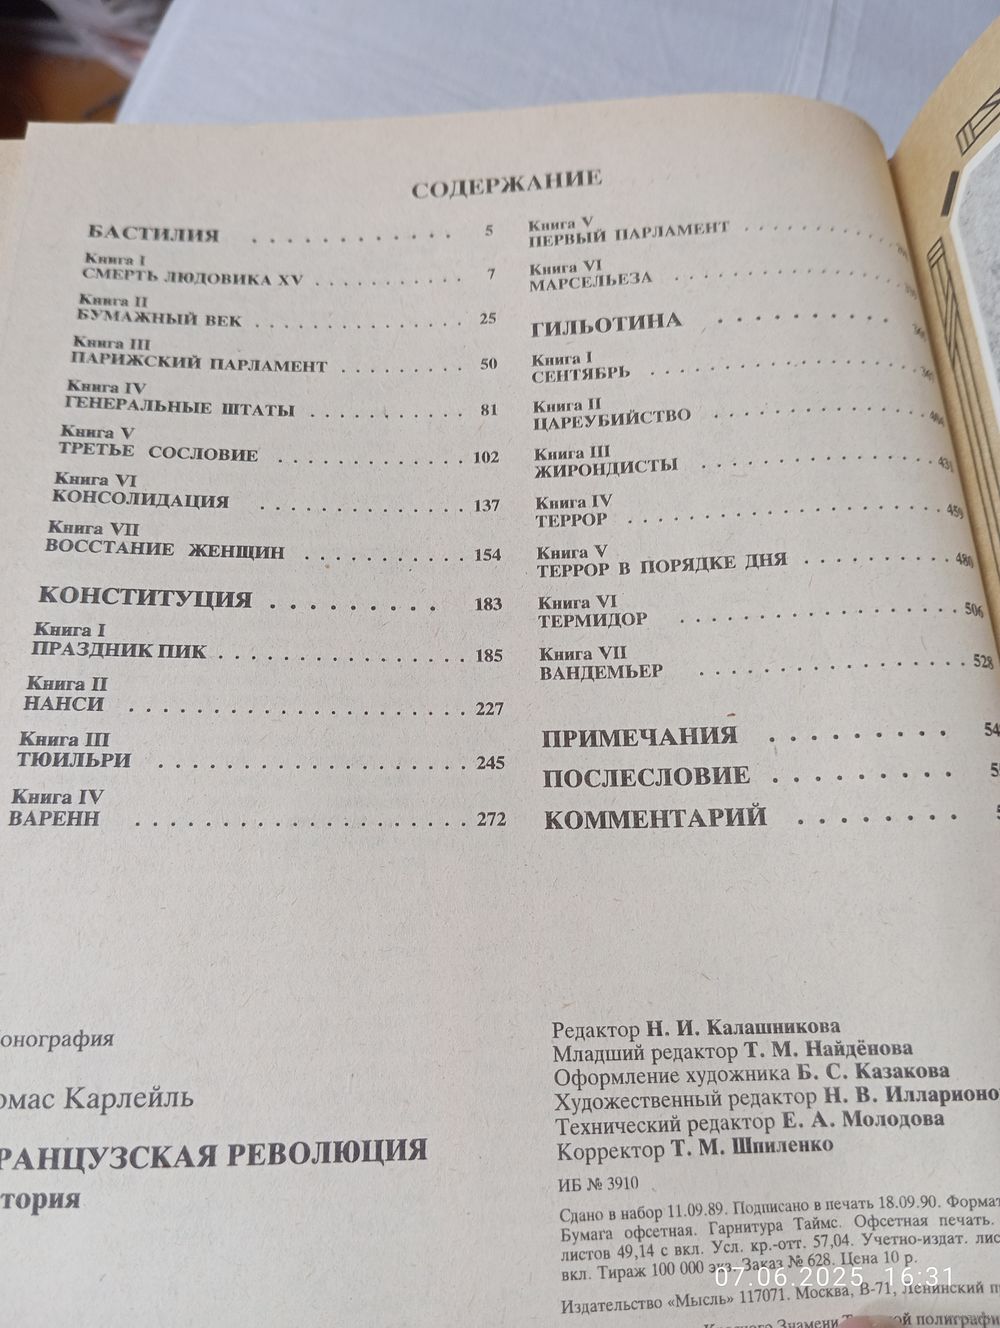 СОДЕРЖАНИЕ
БАСТИЛИЯ . . . . . . . . . . . . 5
Книга I
СМЕРТЬ ЛЮДОВИКА XV . . . . . . . . . . . 7
Книга II
БУМАЖНЫЙ ВЕК . . . . . . . . . . . . . . . . 25
Книга III
ПАРИЖСКИЙ ПАРЛАМЕНТ . . . . . . . . . 50
Книга IV
ГЕНЕРАЛЬНЫЕ ШТАТЫ . . . . . . . . . . . . 81
Книга V
ТРЕТЬЕ СОСЛОВИЕ . . . . . . . . . . . . . . 102
Книга VI
КОНСОЛИДАЦИЯ . . . . . . . . . . . . . . . 137
Книга VII
ВОССТАНИЕ ЖЕНЩИН . . . . . . . . . . . . 154
КОНСТИТУЦИЯ . . . . . . . . . 183
Книга I
ПРАЗДНИК ПИК . . . . . . . . . . . . . . . . . 185
Книга II
НАНСИ . . . . . . . . . . . . . . . . . . . . . . 227
Книга III
ТЮИЛЬРИ . . . . . . . . . . . . . . . . . . . . 245
Книга IV
ВАРЕНН . . . . . . . . . . . . . . . . . . . . . 272
Книга V
ПЕРВЫЙ ПАРЛАМЕНТ . . . . . . . . . . . .
Книга VI
МАРСЕЛЬЕЗА . . . . . . . . . . . . . . . .
ГИЛЬОТИНА . . . . . . . . .
Книга I
СЕНТЯБРЬ . . . . . . . . . . . . . . . . . .
Книга II
ЦАРЕУБИЙСТВО . . . . . . . . . . . . . .
Книга III
ЖИРОНДИСТЫ . . . . . . . . . . . . . . . 431
Книга IV
ТЕРРОР . . . . . . . . . . . . . . . . . . . . 459
Книга V
ТЕРРОР В ПОРЯДКЕ ДНЯ . . . . . . . . . 480
Книга VI
ТЕРМИДОР . . . . . . . . . . . . . . . . . 506
Книга VII
ВАНДЕМЬЕР . . . . . . . . . . . . . . . . 528
ПРИМЕЧАНИЯ . . . . . . . . 54
ПОСЛЕСЛОВИЕ . . . . . . . . .
КОММЕНТАРИЙ . . . . . . . .
онография
омас Карлейль
РАНЦУЗСКАЯ РЕВОЛЮЦИЯ
тория
Редактор Н. И. Калашникова
Младший редактор Т. М. Найдёнова
Оформление художника Б. С. Казакова
Художественный редактор Н. В. Илларионо
Технический редактор Е. А. Молодова
Корректор Т. М. Шпиленко
ИБ № 3910
Сдано в набор 11.09.89. Подписано в печать 18.09.90. Формат
Бумага офсетная. Гарнитура Таймс. Офсетная печать.
листов 49,14 с вкл. Усл. кр.-отт. 57,04. Учетно-издат. лис
вкл. Тираж 100 000 экз. Заказ № 628. Цена 10 р.
Издательство «Мысль» 117071. Москва, В-71, Ленинский п
Красного Знамени полиграфи
07.06.2025 16:31